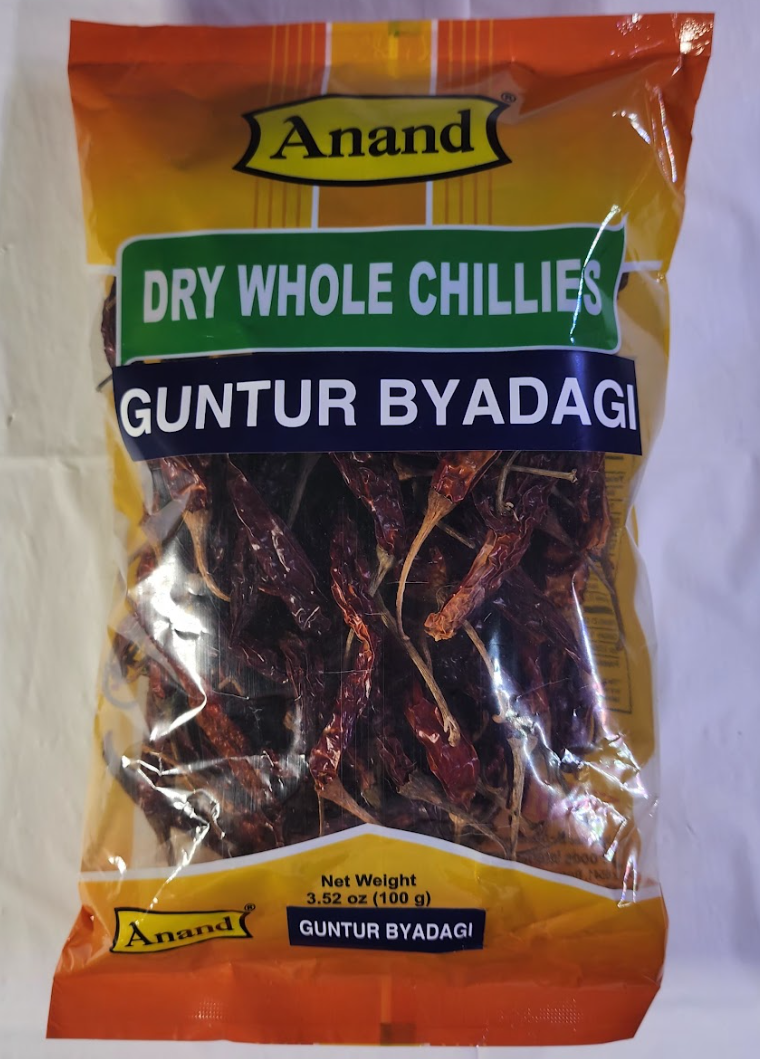 Anand®
DRY WHOLE CHILLIES
GUNTUR BYADAGI
Net Weight
3.52 oz (100 g)
Anand®
GUNTUR BYADAGI